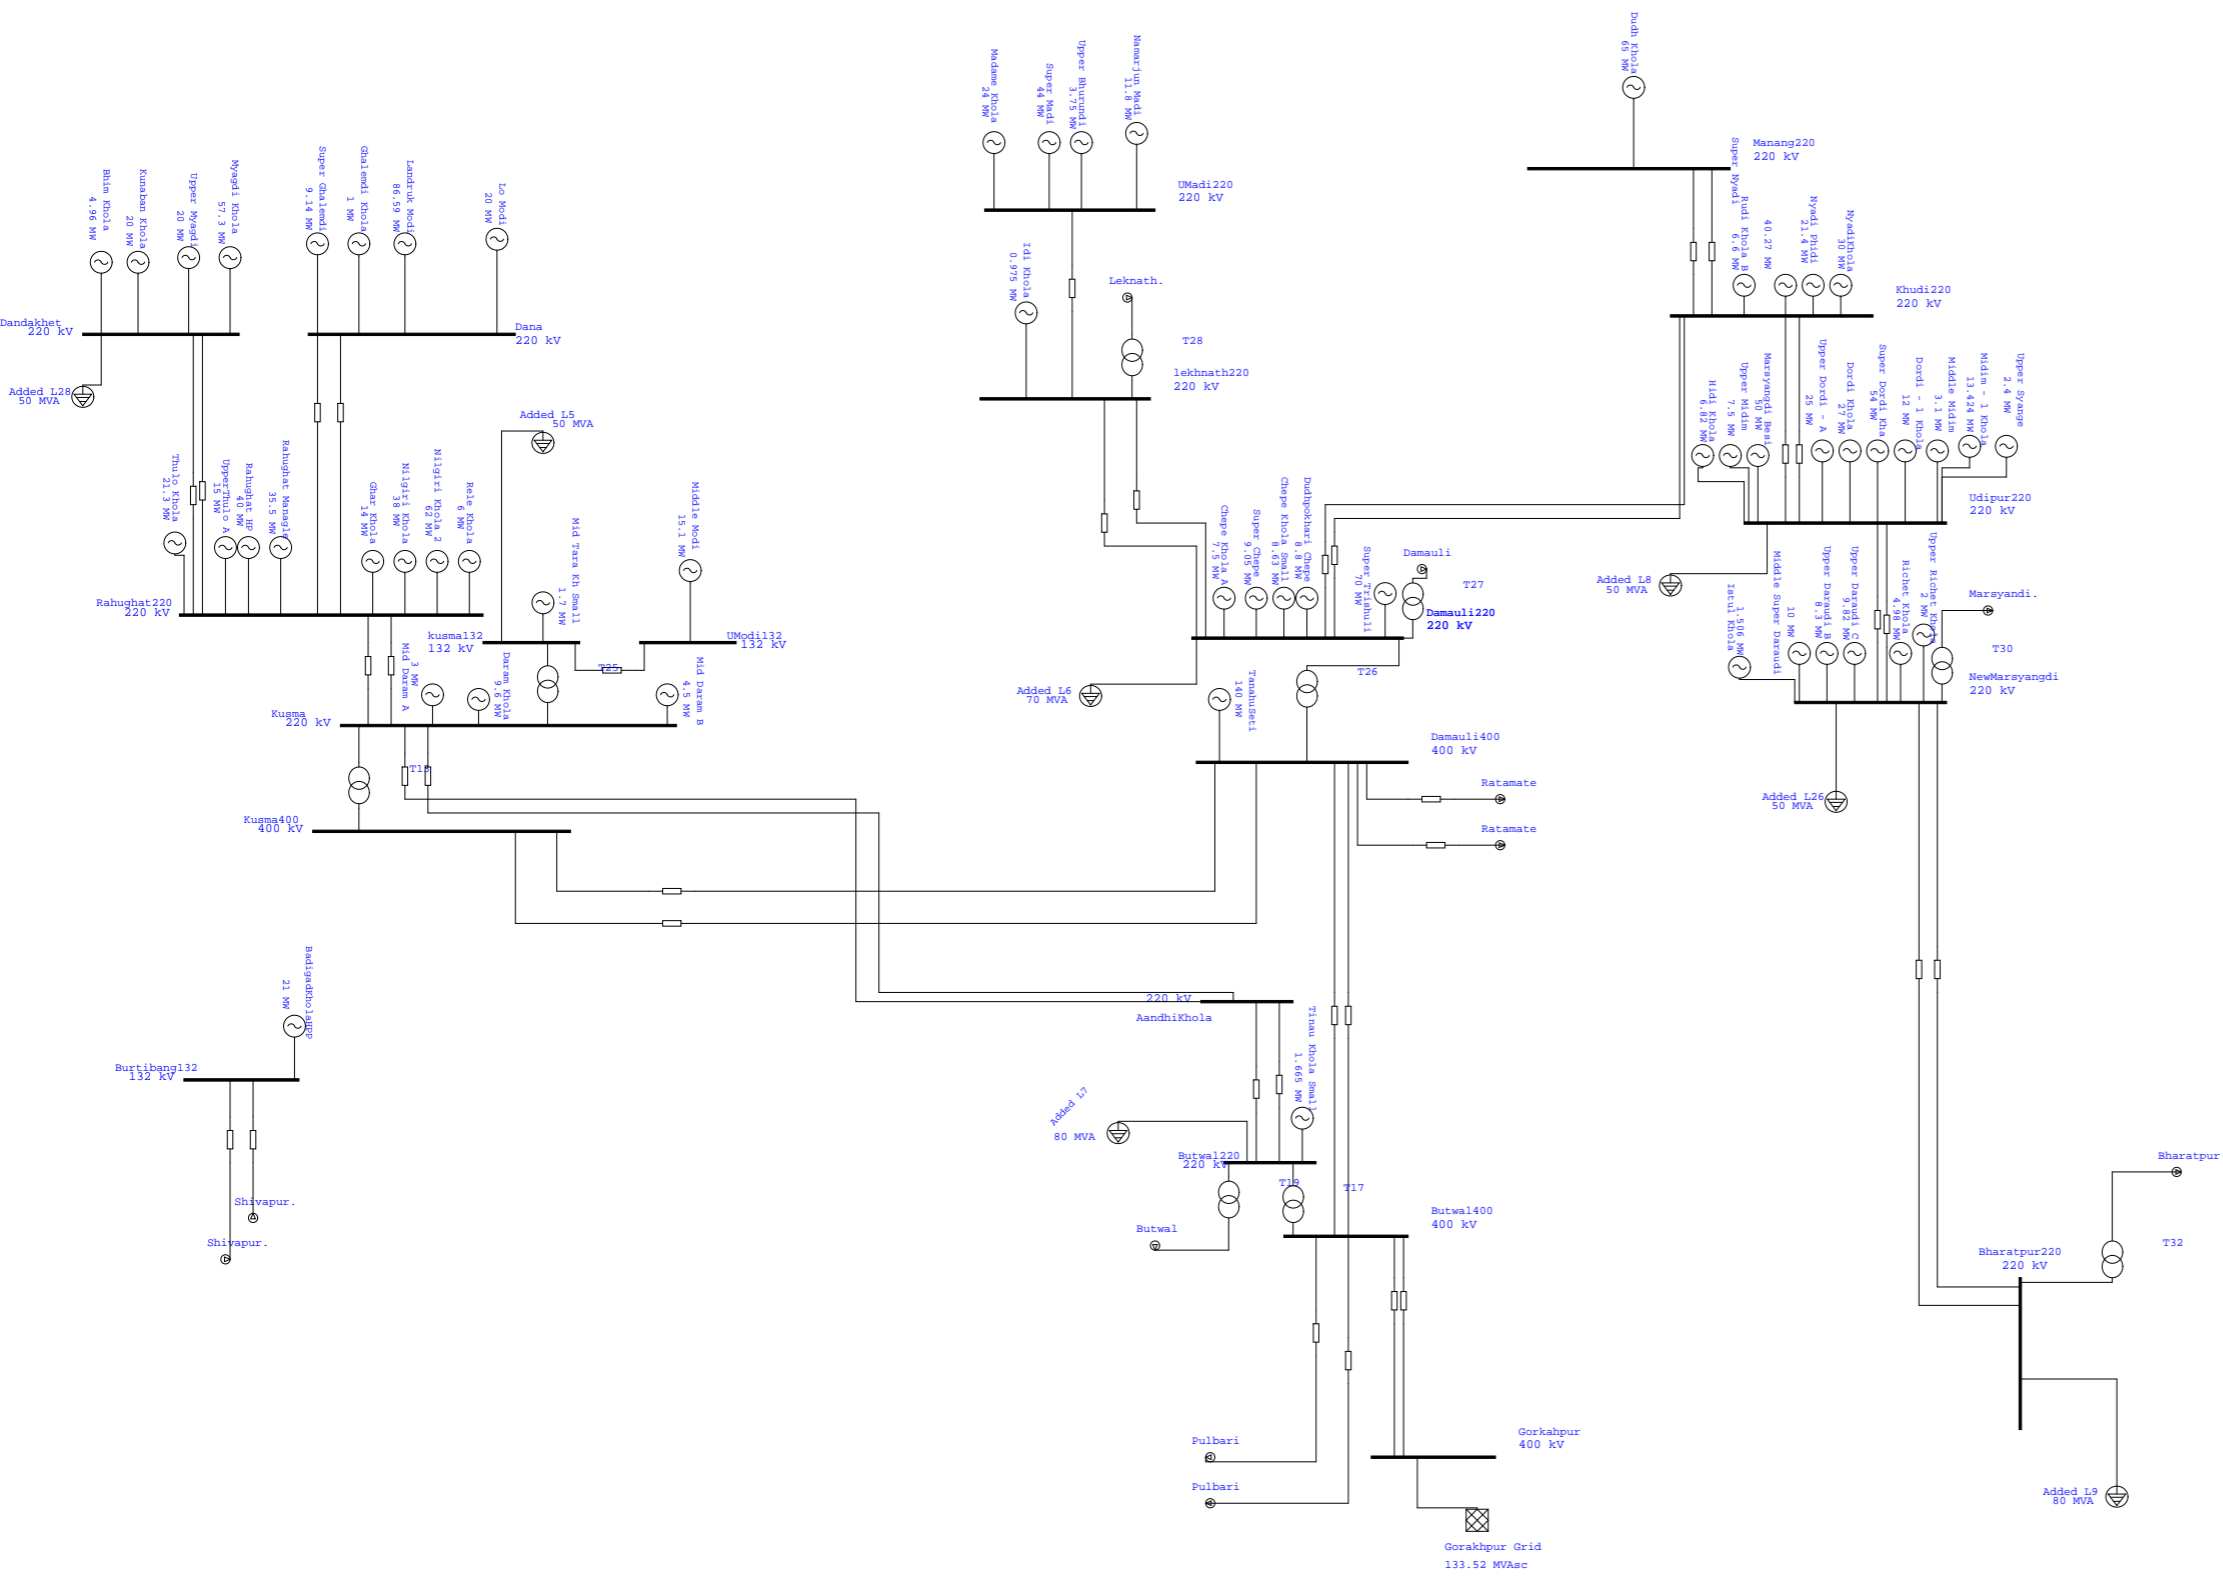 Dudh Khola
65 MW
Manang220
220 kV
Madame Khola
24 MW
Super Madi
44 MW
Upper Bhurundi
3.75 MW
Namarjun Madi
11.8 MW
UMadi220
220 kV
Bhim Khola
4.96 MW
Kunaban Khola
20 MW
Upper Myagdi
20 MW
Myagdi Khola
57.3 MW
Super Ghalemdi
9.14 MW
Ghalemdi Khola
1 MW
Landruk Modi
86.59 MW
Lo Modi
20 MW
Dandakhet
220 kV
Dana
220 kV
Added L28
50 MVA
Idi Khola
0.975 MW
Leknath.
T28
lekhnath220
220 kV
Super Nyadi
40.27 MW
Rudi Khola B
6.6 MW
Nyadi Phidi
21.4 MW
NyadiKhola
30 MW
Khudi220
220 kV
Hidi Khola
6.82 MW
Upper Midim
7.5 MW
Marsyangdi Besi
50 MW
Upper Dordi - A
25 MW
Dordi Khola
27 MW
Super Dordi Kha
54 MW
Dordi - 1 Khola
12 MW
Middle Midim
3.1 MW
Midim - 1 Khola
13.424 MW
Upper Syange
2.4 MW
Udipur220
220 kV
Added L8
50 MVA
Added L5
50 MVA
Thulo Khola
21.3 MW
UpperThulo A
15 MW
Rahughat HP
40 MW
Rahughat Mangale
35.5 MW
Ghar Khola
14 MW
Nilgiri Khola
38 MW
Nilgiri Khola 2
62 MW
Rele Khola
6 MW
Rahughat220
220 kV
Mid Tara Kh Small
1.7 MW
Middle Modi
15.1 MW
kusma132
132 kV
UModi132
132 kV
T25
Mid Daram A
3 MW
Daram Khola
9.6 MW
Mid Daram B
4.5 MW
Kusma
220 kV
T18
Kusma400
400 kV
Chepe Khola A
7.5 MW
Super Chepe
9.05 MW
Chepe Khola Small
8.63 MW
Dudhpokhari Chepe
8.8 MW
Super Trishuli
70 MW
Damauli
T27
Damauli220
220 kV
Added L6
70 MVA
TanahuSeti
140 MW
T26
Damauli400
400 kV
Ratamate
Ratamate
Istul Khola
1.506 MW
Middle Super Daraudi
10 MW
Upper Daraudi B
8.3 MW
Upper Daraudi C
9.82 MW
Richet Khola
4.98 MW
Upper Richet Khola
2 MW
Marsyandi.
T30
NewMarsyangdi
220 kV
Added L26
50 MVA
220 kV
AandhiKhola
Tinau Khola Small
1.665 MW
Added L7
80 MVA
Butwal220
220 kV
T19
T17
Butwal
Butwal400
400 kV
BadigadKholaHPP
21 MW
Burtibang132
132 kV
Shivapur.
Shivapur.
Bharatpur
T32
Bharatpur220
220 kV
Added L9
80 MVA
Pulbari
Pulbari
Gorkahpur
400 kV
Gorakhpur Grid
133.52 MVAsc